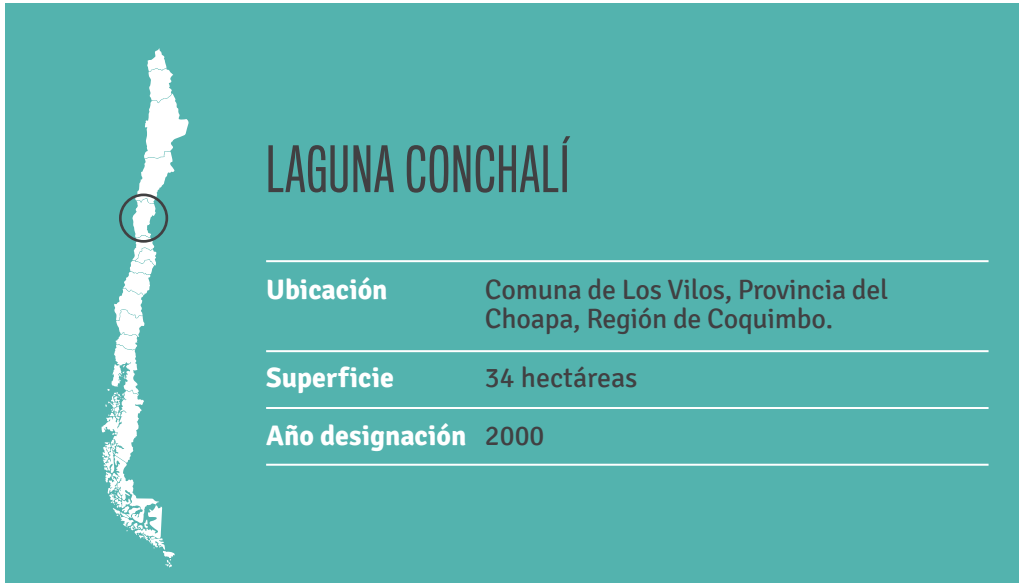 LAGUNA CONCHALÍ
Ubicación
Comuna de Los Vilos, Provincia del
Choapa, Región de Coquimbo.
Superficie
34 hectáreas
Año designación
2000